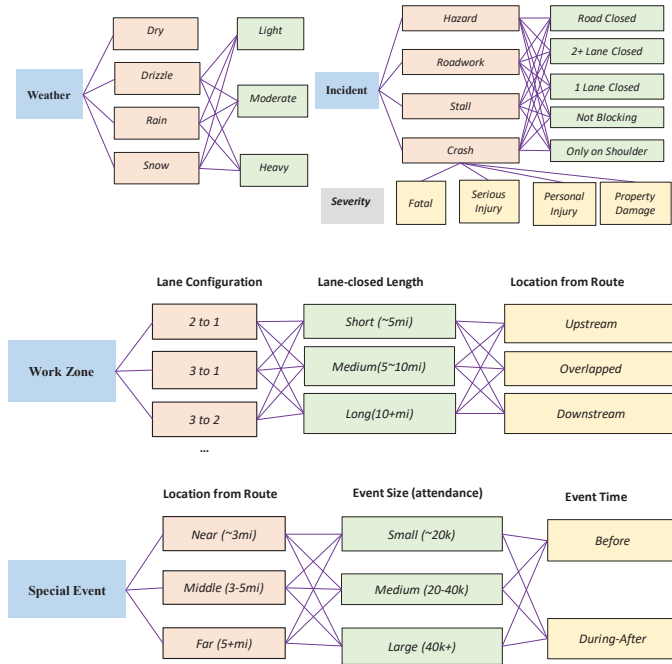 Weather
Dry
Drizzle
Rain
Snow
Light
Moderate
Heavy
Incident
Hazard
Roadwork
Stall
Crash
Road Closed
2+ Lane Closed
1 Lane Closed
Not Blocking
Only on Shoulder
Severity
Fatal
Serious
Injury
Personal
Injury
Property
Damage
Lane Configuration
Lane-closed Length
Location from Route
Work Zone
2 to 1
3 to 1
3 to 2
...
Short (~5mi)
Medium(5~10mi)
Long(10+mi)
Upstream
Overlapped
Downstream
Location from Route
Event Size (attendance)
Event Time
Special Event
Near (~3mi)
Middle (3-5mi)
Far (5+mi)
Small (~20k)
Medium (20-40k)
Large (40k+)
Before
During-After